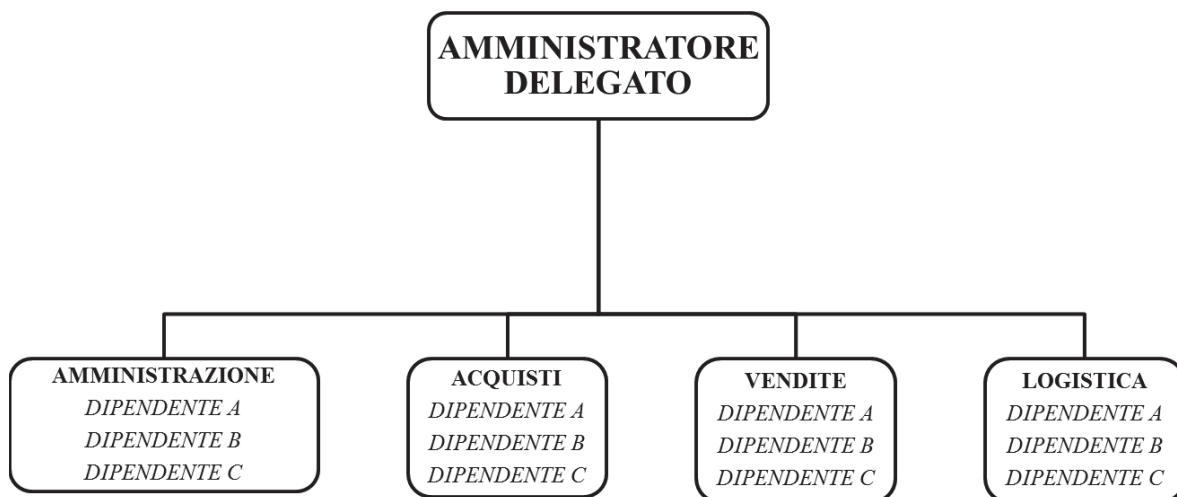 AMMINISTRATORE
DELEGATO
AMMINISTRAZIONE
DIPENDENTE A
DIPENDENTE B
DIPENDENTE C
ACQUISTI
DIPENDENTE A
DIPENDENTE B
DIPENDENTE C
VENDITE
DIPENDENTE A
DIPENDENTE B
DIPENDENTE C
LOGISTICA
DIPENDENTE A
DIPENDENTE B
DIPENDENTE C